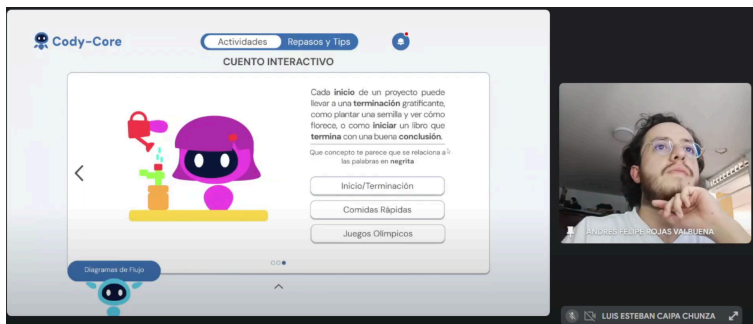 Cody-Core
Actividades
Repasos y Tips
CUENTO INTERACTIVO
Cada inicio de un proyecto puede
llevar a una terminación gratificante,
como plantar una semilla y ver cómo
florece, o como iniciar un libro que
termina con una buena conclusión.
Que concepto te parece que se relaciona a
las palabras en negrita
Inicio/Terminación
Comidas Rápidas
Juegos Olímpicos
Diagramas de Flujo
ANDRES FELIPE ROJAS VALBUENA
LUIS ESTEBAN CAIPA CHUNZA